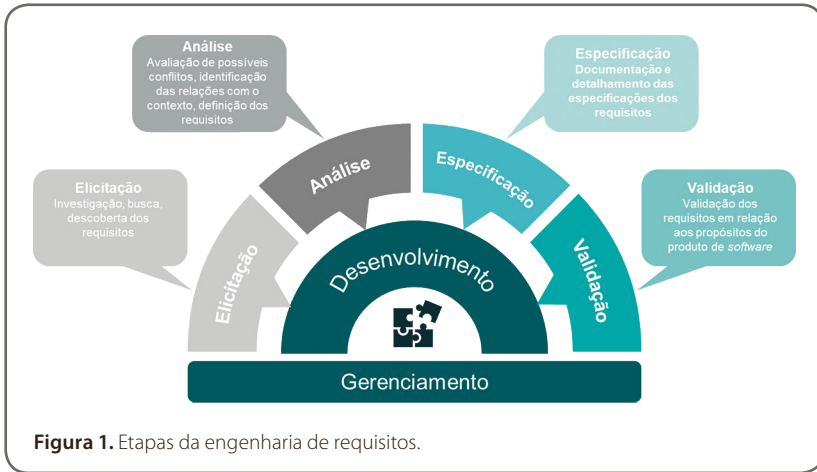 Análise
Avaliação de possíveis
conflitos, identificação
das relações com o
contexto, definição dos
requisitos
Especificação
Documentação e
detalhamento das
especificações dos
requisitos
Elicitação
Investigação, busca,
descoberta dos
requisitos
Validação
Validação dos
requisitos em relação
aos propósitos do
produto de software
Elicitação
Análise
Especificação
Validação
Desenvolvimento
Gerenciamento
Figura 1. Etapas da engenharia de requisitos.